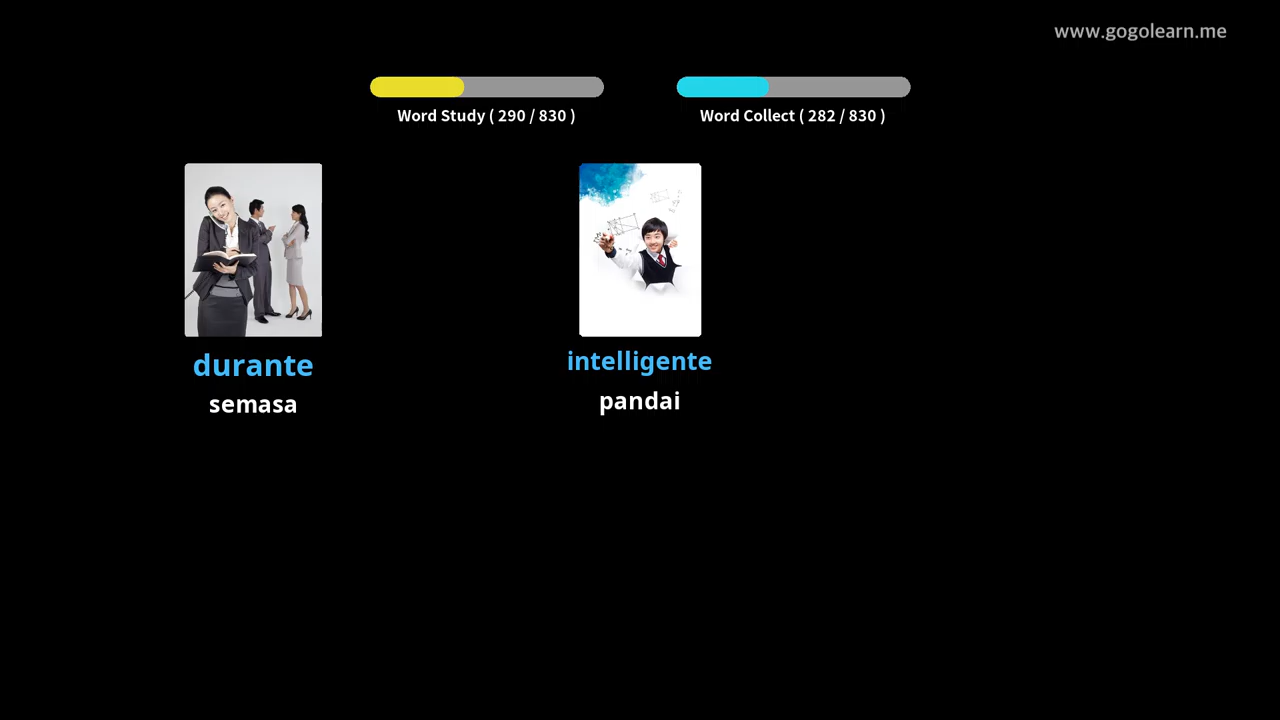 www.gogolearn.me
Word Study ( 290 / 830 )
Word Collect ( 282 / 830 )
durante
semasa
intelligente
pandai